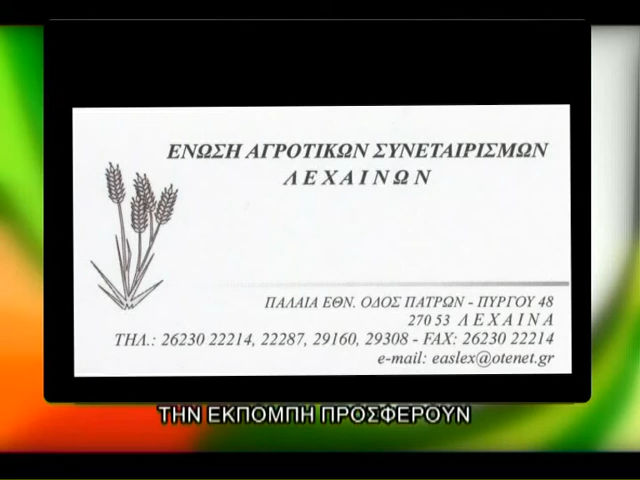 ΕΝΩΣΗ ΑΓΡΟΤΙΚΩΝ ΣΥΝΕΤΑΙΡΙΣΜΩΝ
ΛΕΧΑΙΝΩΝ
ΠΑΛΑΙΑ ΕΘΝ. ΟΔΟΣ ΠΑΤΡΩΝ - ΠΥΡΓΟΥ 48
270 53 ΛΕΧΑΙΝΑ
ΤΗΛ.: 26230 22214, 22287, 29160, 29308 - FAX: 26230 22214
e-mail: easlex@otenet.gr
ΤΗΝ ΕΚΠΟΜΠΗ ΠΡΟΣΦΕΡΟΥΝ